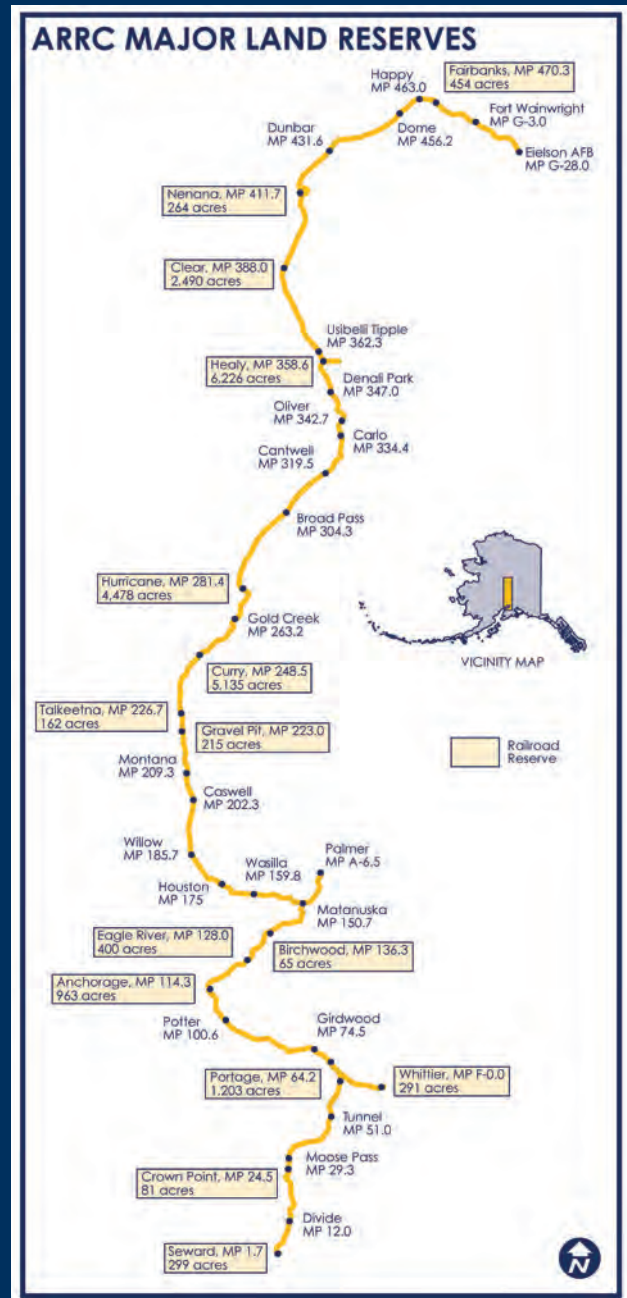 ARRC MAJOR LAND RESERVES
Happy
MP 463.0
Fairbanks, MP 470.3
454 acres
Fort Wainwright
MP G-3.0
Dunbar
MP 431.6
Dome
MP 456.2
Eielson AFB
MP G-28.0
Nenana, MP 411.7
264 acres
Clear, MP 388.0
2,490 acres
Usibelli Tipple
MP 362.3
Healy, MP 358.6
6,226 acres
Denali Park
MP 347.0
Oliver
MP 342.7
Carlo
MP 334.4
Cantwell
MP 319.5
Broad Pass
MP 304.3
Hurricane, MP 281.4
4,478 acres
Gold Creek
MP 263.2
VICINITY MAP
Curry, MP 248.5
5,135 acres
Talkeetna, MP 226.7
162 acres
Gravel Pit, MP 223.0
215 acres
Railroad
Reserve
Montana
MP 209.3
Caswell
MP 202.3
Willow
MP 185.7
Palmer
MP A-6.5
Wasilla
MP 159.8
Houston
MP 175
Matanuska
MP 150.7
Eagle River, MP 128.0
400 acres
Birchwood, MP 136.3
65 acres
Anchorage, MP 114.3
963 acres
Potter
MP 100.6
Girdwood
MP 74.5
Portage, MP 64.2
1,203 acres
Whittier, MP F-0.0
291 acres
Tunnel
MP 51.0
Moose Pass
MP 29.3
Crown Point, MP 24.5
81 acres
Divide
MP 12.0
Seward, MP 1.7
299 acres
N